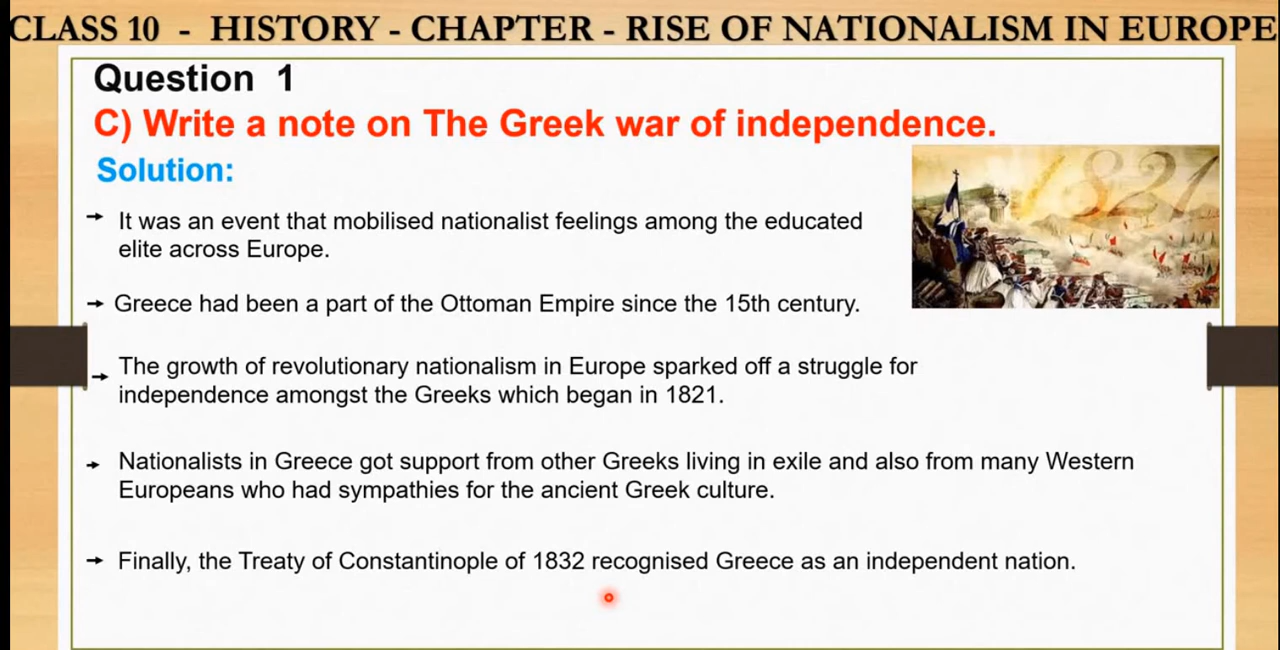 CLASS 10 - HISTORY - CHAPTER - RISE OF NATIONALISM IN EUROPE
Question 1
C) Write a note on The Greek war of independence.
Solution:
1821
→ It was an event that mobilised nationalist feelings among the educated
elite across Europe.
→ Greece had been a part of the Ottoman Empire since the 15th century.
→ The growth of revolutionary nationalism in Europe sparked off a struggle for
independence amongst the Greeks which began in 1821.
→ Nationalists in Greece got support from other Greeks living in exile and also from many Western
Europeans who had sympathies for the ancient Greek culture.
→ Finally, the Treaty of Constantinople of 1832 recognised Greece as an independent nation.